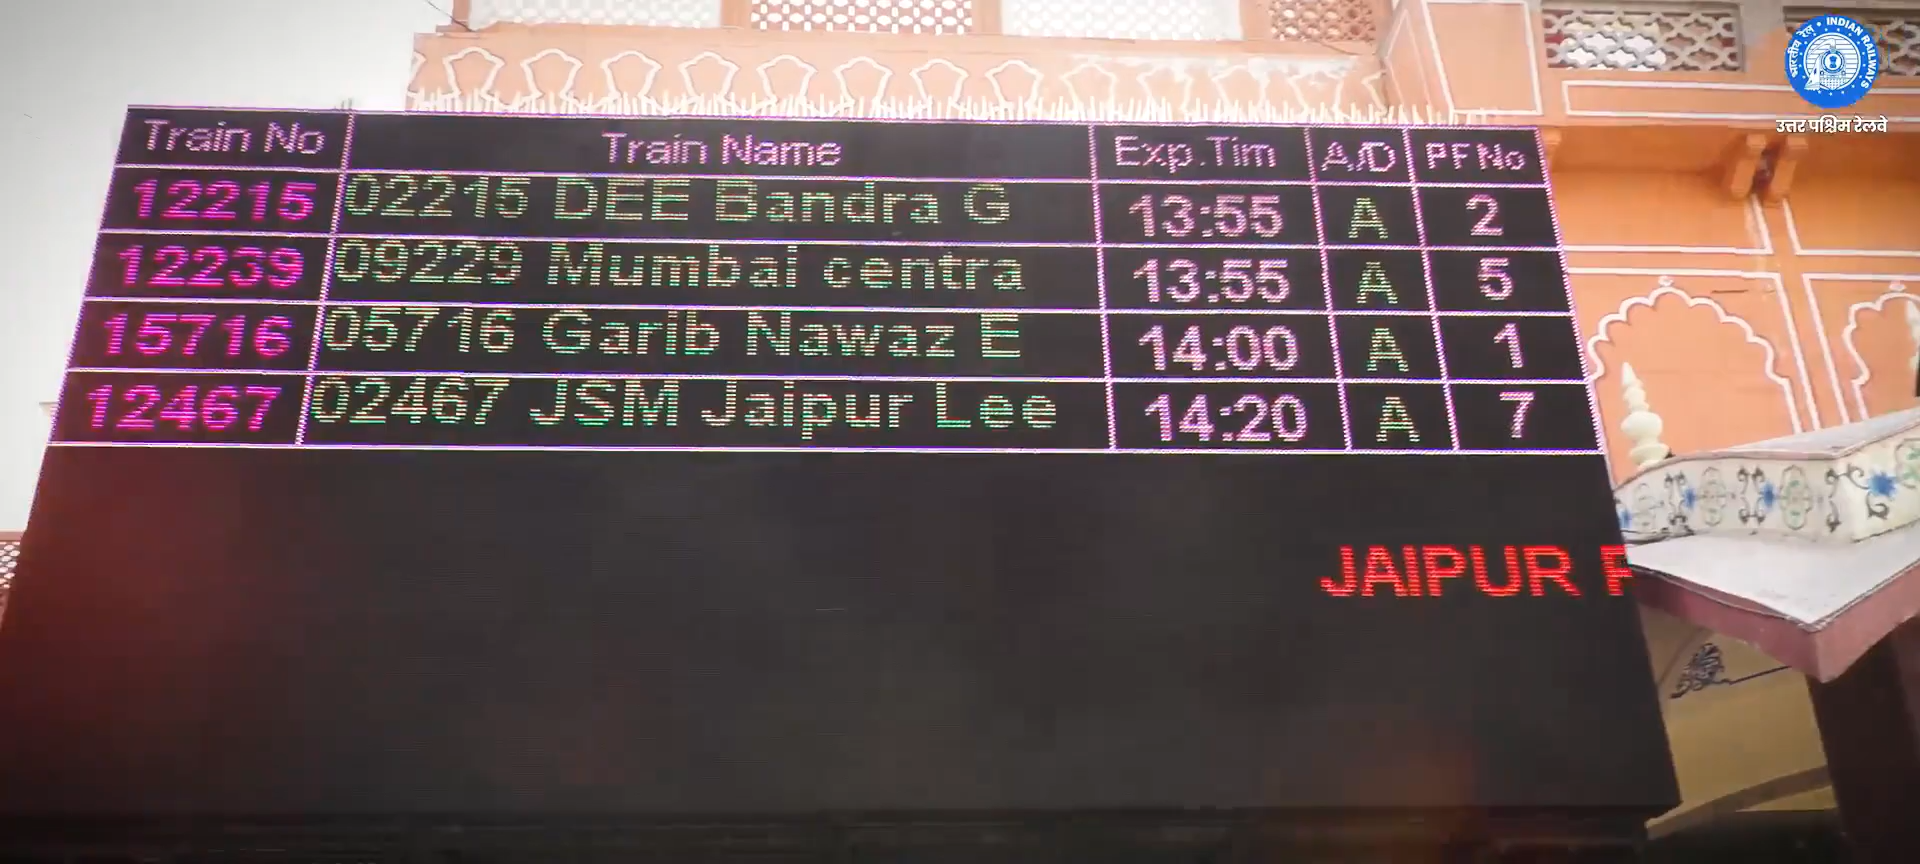 भारतीय रेल INDIAN RAILWAYS
उत्तर पश्चिम रेलवे
Train No Train Name Exp.Tim A/D PFNo
12215 02215 DEE Bandra G 13:55 A 2
12239 09229 Mumbai centra 13:55 A 5
15716 05716 Garib Nawaz E 14:00 A 1
12467 02467 JSM Jaipur Lee 14:20 A 7
JAIPUR